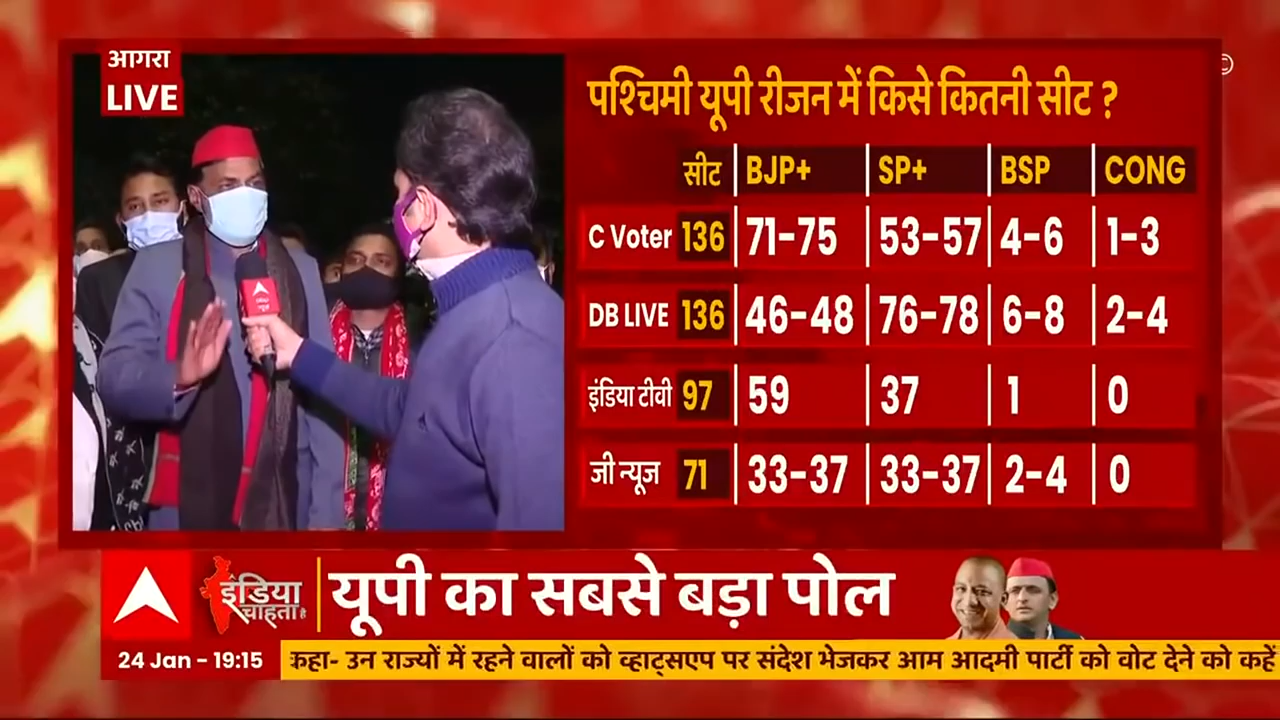 आगरा
LIVE
©
पश्चिमी यूपी रीजन में किसे कितनी सीट ?
सीट BJP+ SP+ BSP CONG
C Voter 136 71-75 53-57 4-6 1-3
DB LIVE 136 46-48 76-78 6-8 2-4
इंडिया टीवी 97 59 37 1 0
जी न्यूज 71 33-37 33-37 2-4 0
इंडिया चाहता है
यूपी का सबसे बड़ा पोल
24 Jan - 19:15 कहा- उन राज्यों में रहने वालों को व्हाट्सएप पर संदेश भेजकर आम आदमी पार्टी को वोट देने को कहें